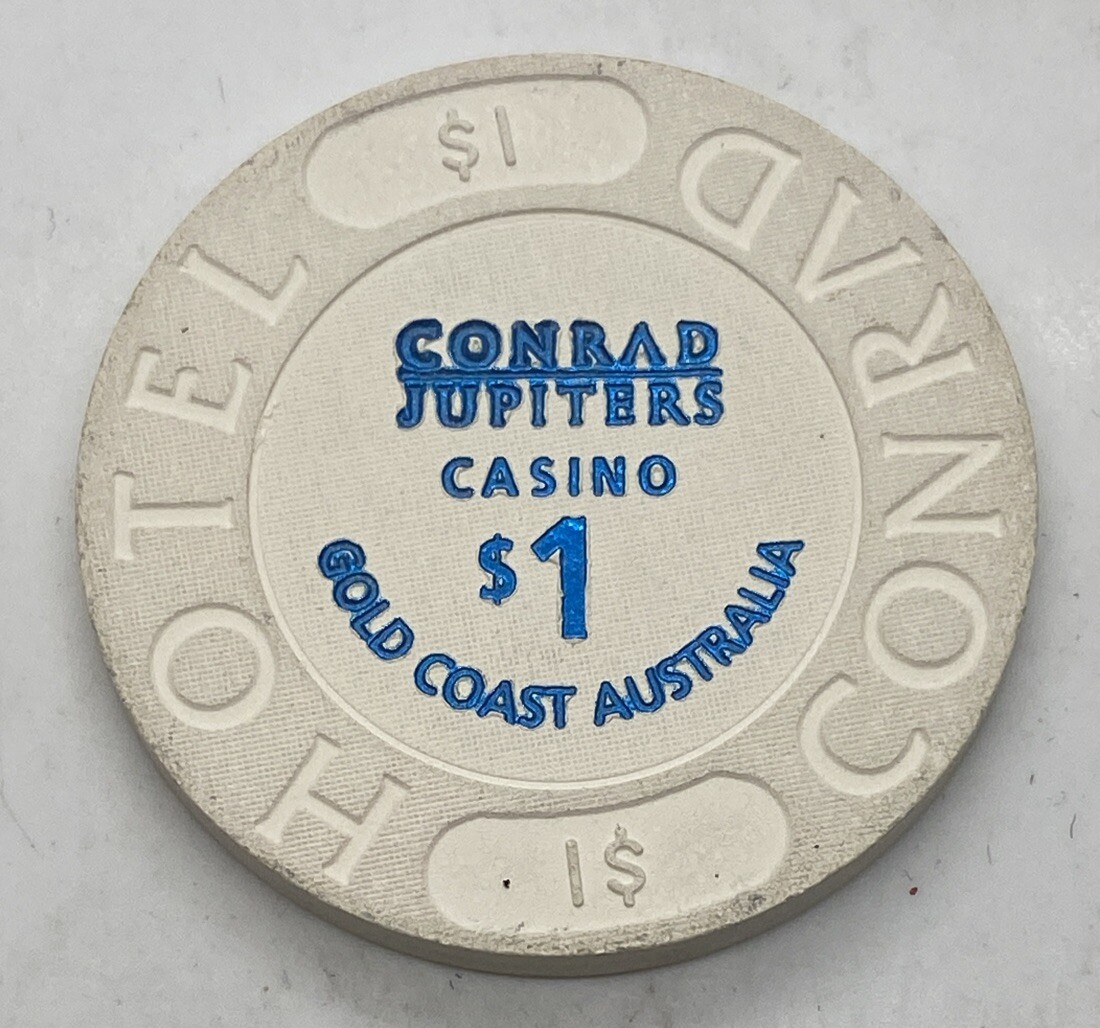 $1
HOTEL
CONRAD
CONRAD
JUPITERS
CASINO
$1
GOLD COAST AUSTRALIA
$1